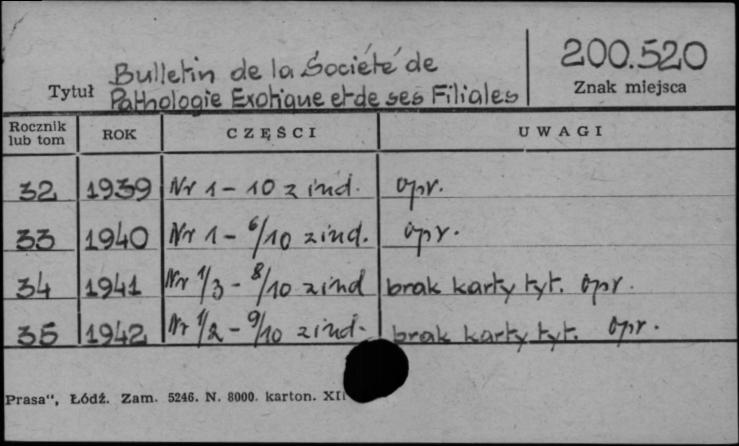 Bulletin de la Société de
Tytuł Pathologie Exotique et de ses Filiales
200.520
Znak miejsca
Rocznik lub tom ROK CZĘŚCI UWAGI
32 1939 Nr 1 - 10 z ind. opr.
33 1940 Nr 1 - 6/10 z ind. opr.
34 1941 Nr 1/3 - 8/10 z ind brak karty tyt. opr.
35 1942 Nr 1/2 - 9/10 z ind. brak karty tyt. opr.
Prasa", Łódź. Zam. 5246. N. 8000. karton. XII